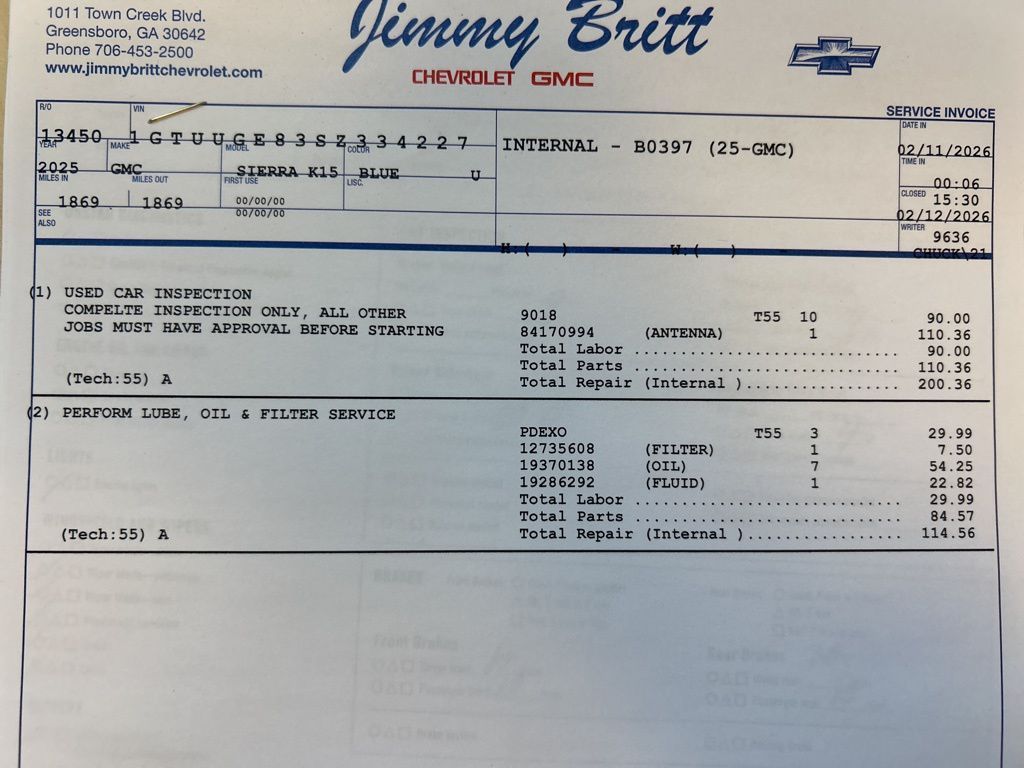 1011 Town Creek Blvd.
Greensboro, GA 30642
Phone 706-453-2500
www.jimmybrittchevrolet.com
Jimmy Britt
CHEVROLET GMC
SERVICE INVOICE
R/O VIN DATE IN
13450 1GTUUGE83SZ334227 INTERNAL - B0397 (25-GMC) 02/11/2026
YEAR MAKE MODEL COLOR TIME IN
2025 GMC SIERRA K15 BLUE U 00:06
MILES IN MILES OUT FIRST USE LISC. CLOSED
1869 1869 00/00/00 15:30
00/00/00 02/12/2026
SEE ALSO WRITER
9636
H:( ) - W:( ) - CHUCK\21
(1) USED CAR INSPECTION
COMPELTE INSPECTION ONLY, ALL OTHER 9018 T55 10 90.00
JOBS MUST HAVE APPROVAL BEFORE STARTING 84170994 (ANTENNA) 1 110.36
Total Labor ............................ 90.00
Total Parts ............................ 110.36
(Tech:55) A Total Repair (Internal )................ 200.36
(2) PERFORM LUBE, OIL & FILTER SERVICE
PDEXO T55 3 29.99
12735608 (FILTER) 1 7.50
19370138 (OIL) 7 54.25
19286292 (FLUID) 1 22.82
Total Labor ............................ 29.99
Total Parts ............................ 84.57
(Tech:55) A Total Repair (Internal )................ 114.56